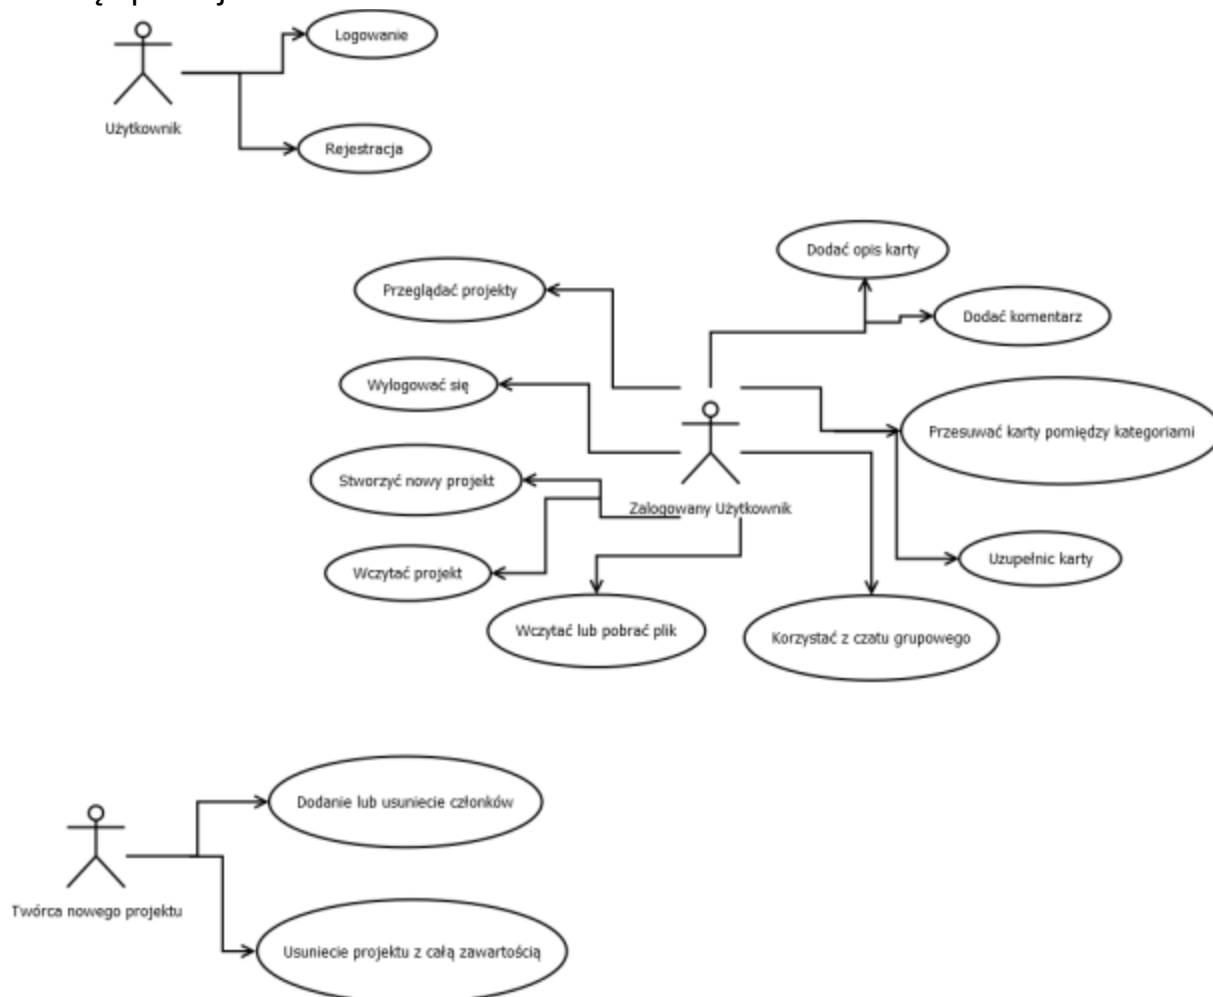 Logowanie
Użytkownik
Rejestracja
Dodać opis karty
Przeglądać projekty
Dodać komentarz
Wylogować się
Przesuwać karty pomiędzy kategoriami
Stworzyć nowy projekt
Zalogowany Użytkownik
Uzupełnic karty
Wczytać projekt
Wczytać lub pobrać plik
Korzystać z czatu grupowego
Dodanie lub usuniecie członków
Twórca nowego projektu
Usuniecie projektu z całą zawartością